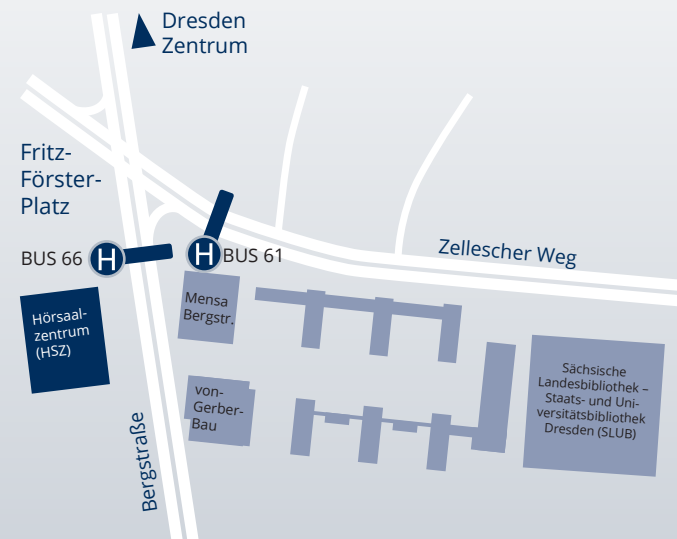 Dresden
Zentrum
Fritz-
Förster-
Platz
BUS 66
H
H
BUS 61
Zellescher Weg
Mensa
Bergstr.
Hörsaal-
zentrum
(HSZ)
Sächsische
Landesbibliothek –
Staats- und Uni-
versitätsbibliothek
Dresden (SLUB)
von-
Gerber-
Bau
Bergstraße